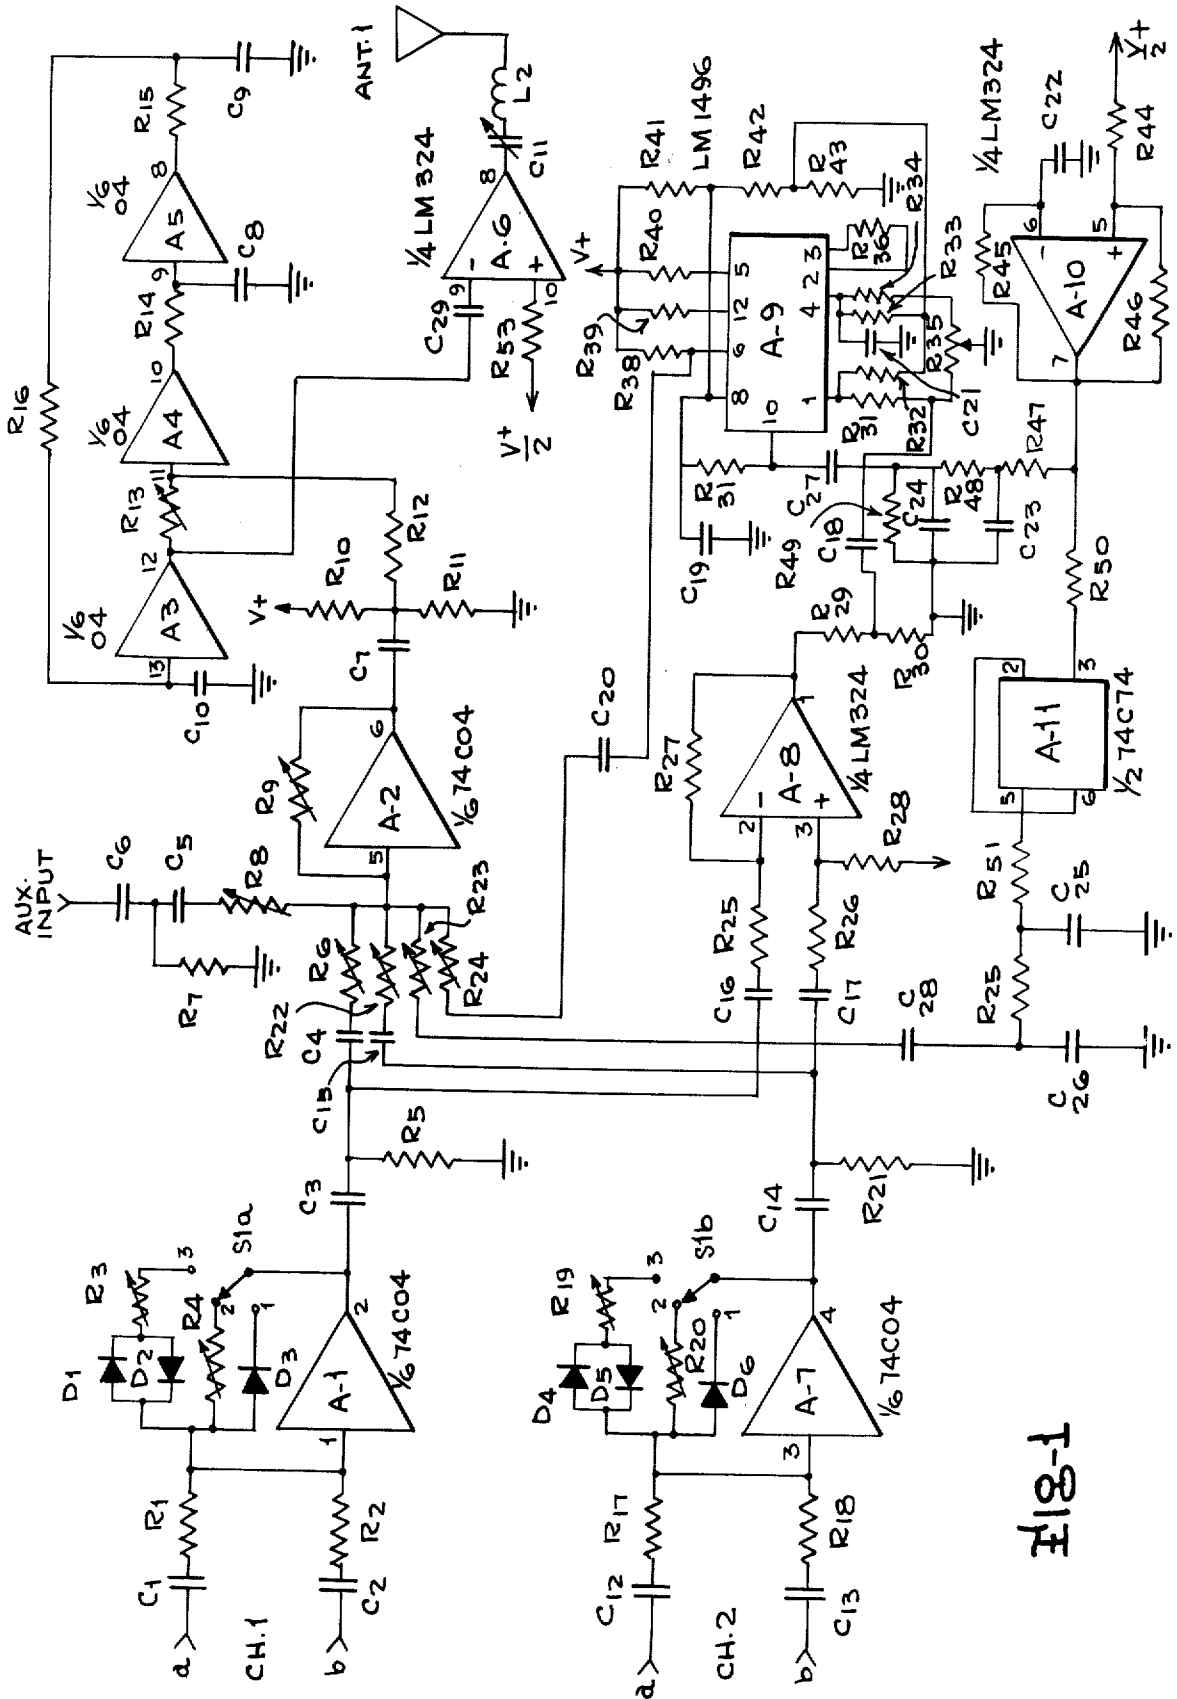 R16
R15
1/6
04
A5
8
9
C9
C8
R14
1/6
04
A4
10
11
R13
1/6
04
A3
12
13
C10
ANT.1
L2
C11
1/4 LM324
A-6
8
9
10
-
+
C29
R53
V+
2
V+
R10
R11
R12
C7
AUX.
INPUT
C6
C5
R7
R8
R9
A-2
5
6
1/6 74C04
R6
R22
R23
R24
C4
C15
C20
C3
R5
CH.1
a
b
C1
R1
C2
R2
D1
D2
D3
R3
R4
S1a
1
2
3
A-1
1
2
1/6 74C04
CH.2
a
b
C12
R17
C13
R18
D4
D5
D6
R19
R20
S1b
1
2
3
A-7
3
4
1/6 74C04
C14
R21
C16
R25
C17
R26
R27
A-8
1
2
3
-
+
1/4 LM324
R28
R29
R30
V+
R38
R39
R40
R41
LM1496
R42
R43
A-9
8
6
12
5
10
1
4
2
3
R36
R34
R33
R35
R31
R32
C21
R31
C19
C27
R49
C18
C24
R48
C23
R47
1/4 LM324
A-10
5
6
7
-
+
R45
R46
C22
R44
V+
2
R50
A-11
2
3
5
6
1/2 74C74
R51
C25
R25
C26
C28
FIG-1